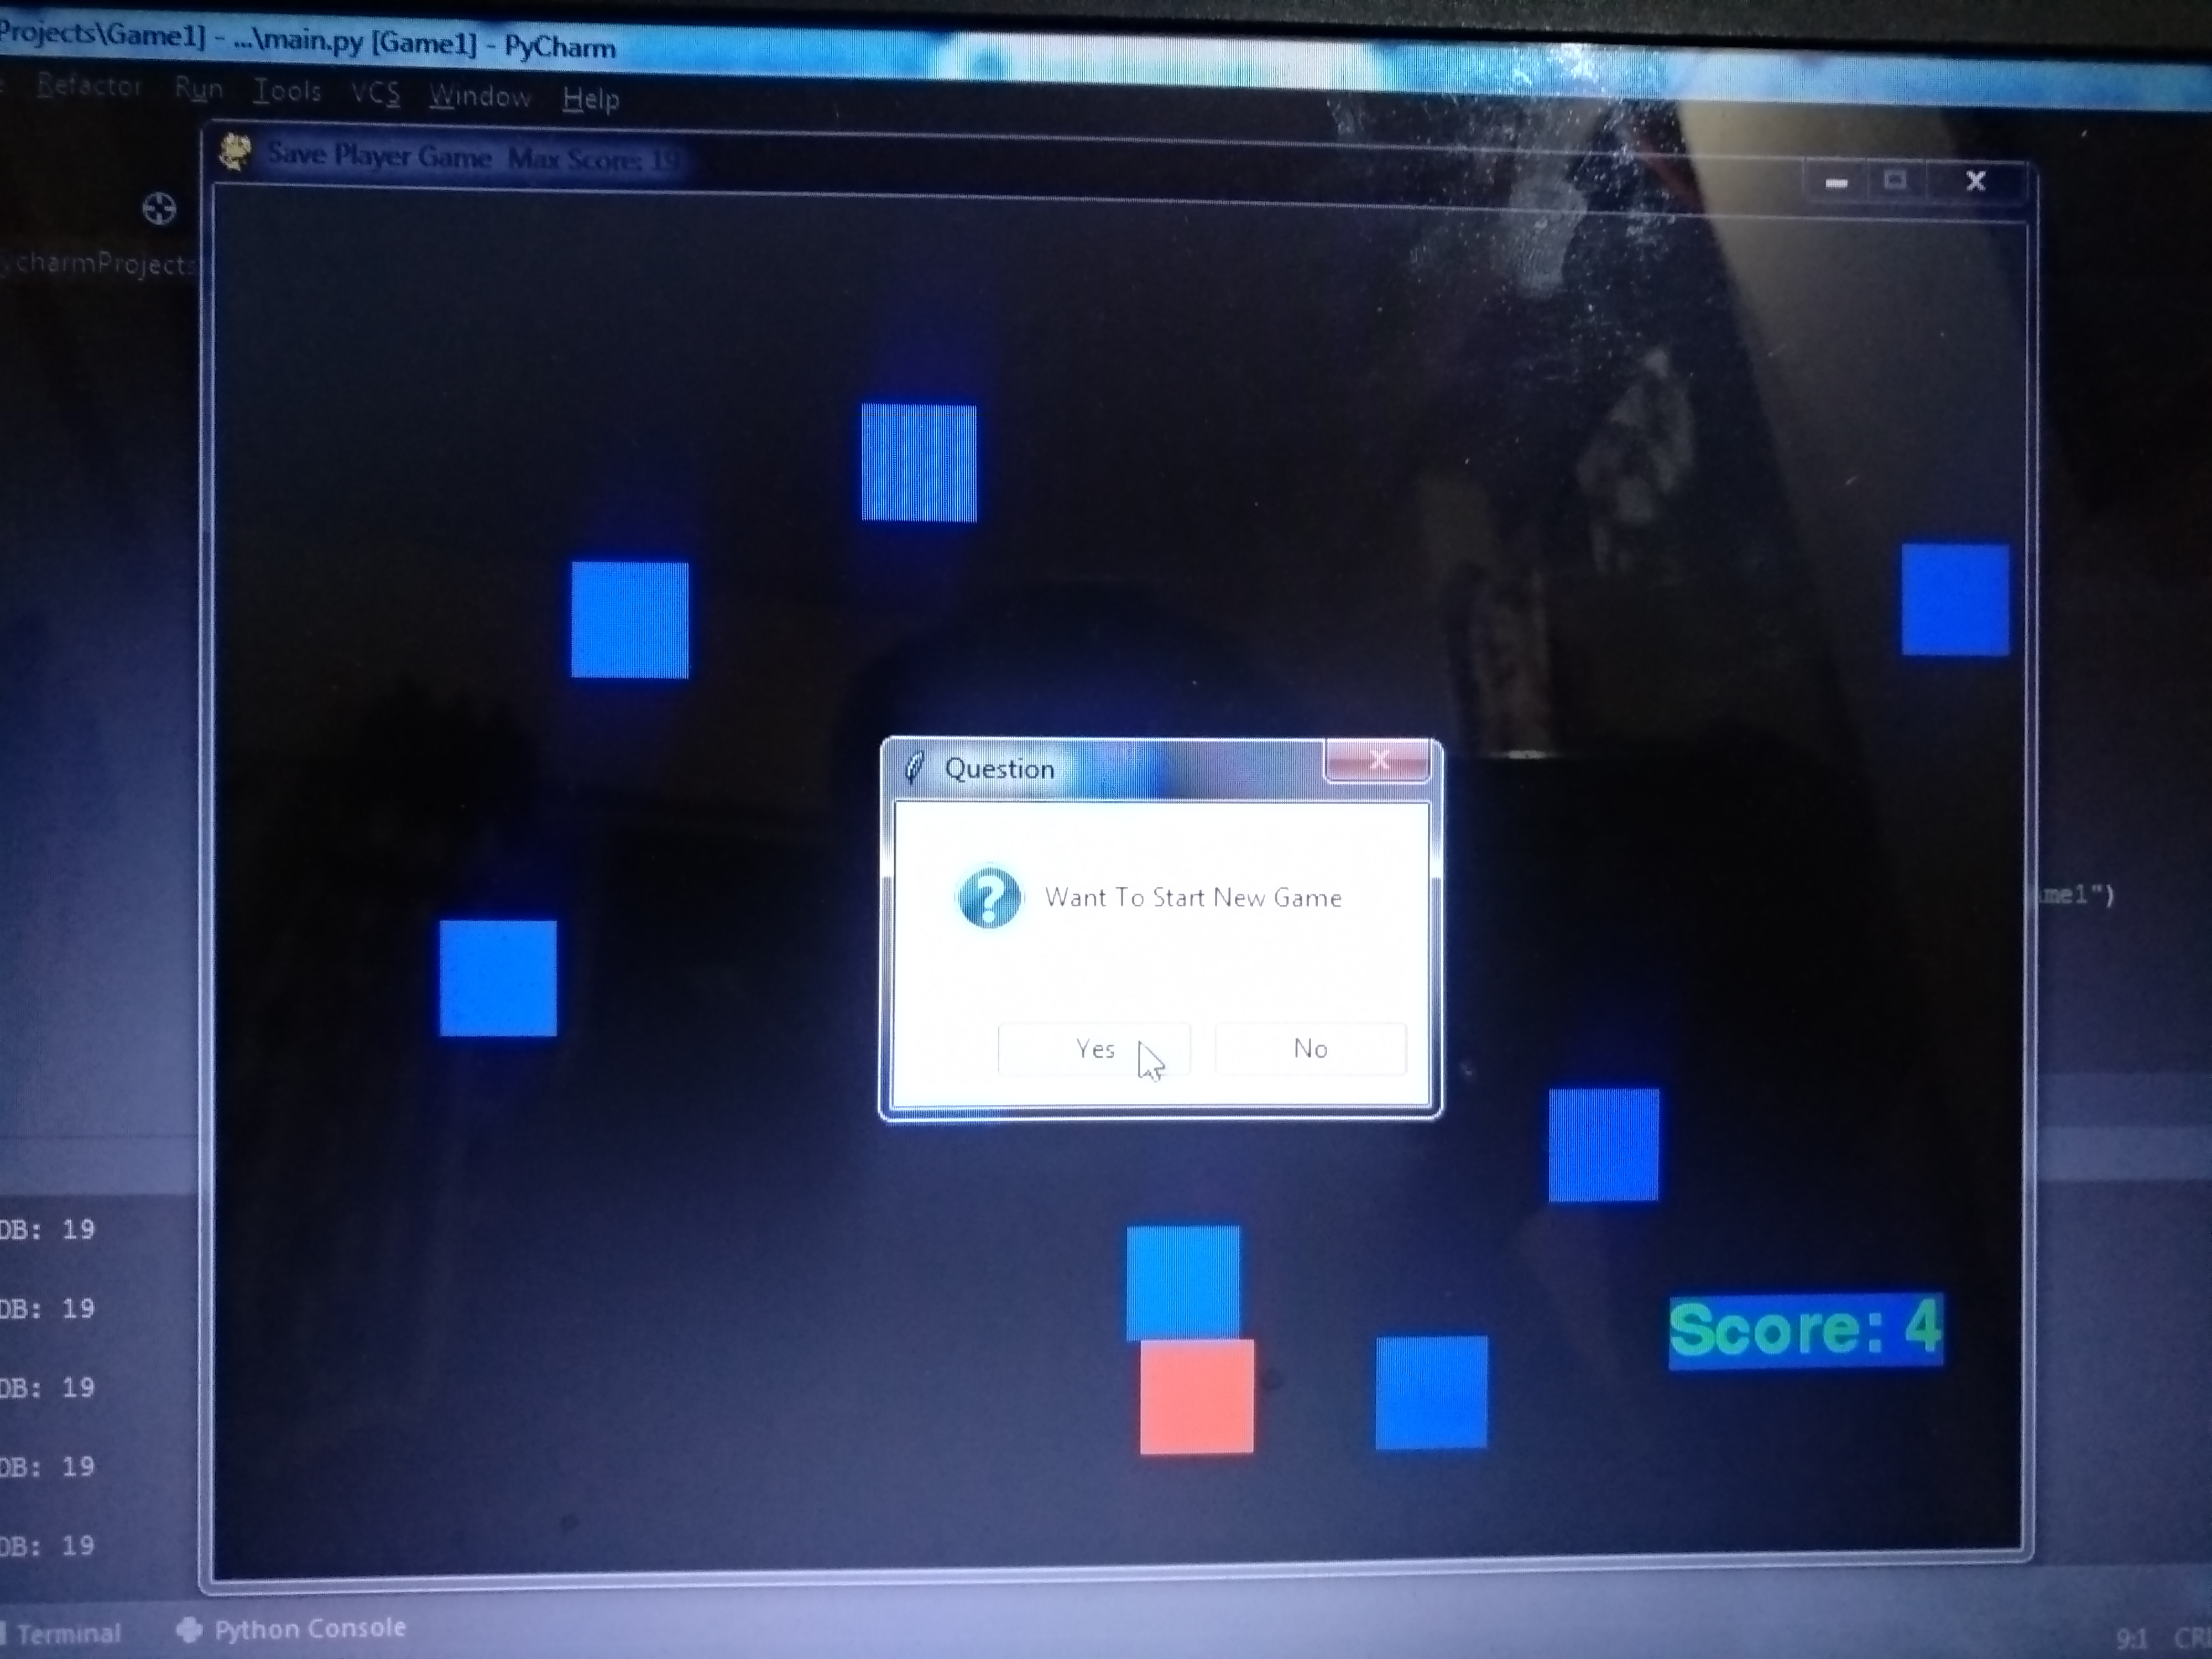 Projects\Game1] - ...\main.py [Game1] - PyCharm
Refactor Run Tools VCS Window Help
Save Player Game Max Score: 19
ycharmProjects
Question
Want To Start New Game
me1")
Yes No
DB: 19
Score: 4
DB: 19
DB: 19
DB: 19
DB: 19
Terminal Python Console
9:1 CR